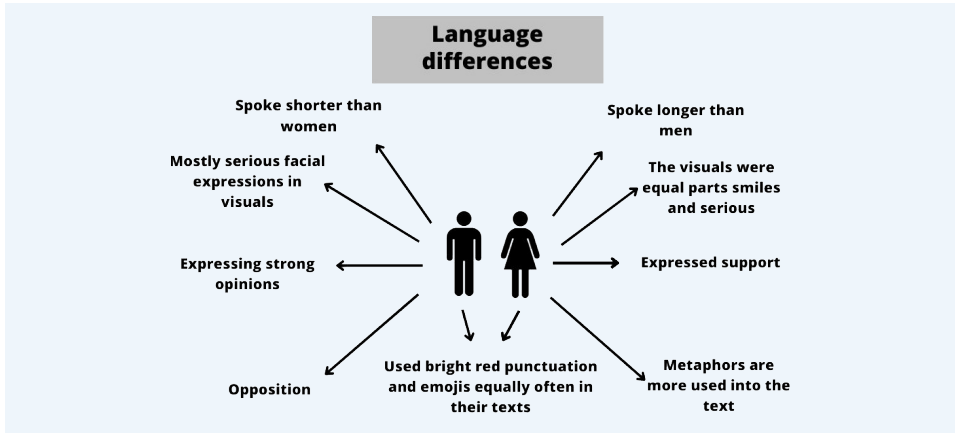 Language
differences
Spoke shorter than
women
Mostly serious facial
expressions in
visuals
Expressing strong
opinions
Opposition
Used bright red punctuation
and emojis equally often in
their texts
Spoke longer than
men
The visuals were
equal parts smiles
and serious
Expressed support
Metaphors are
more used into the
text